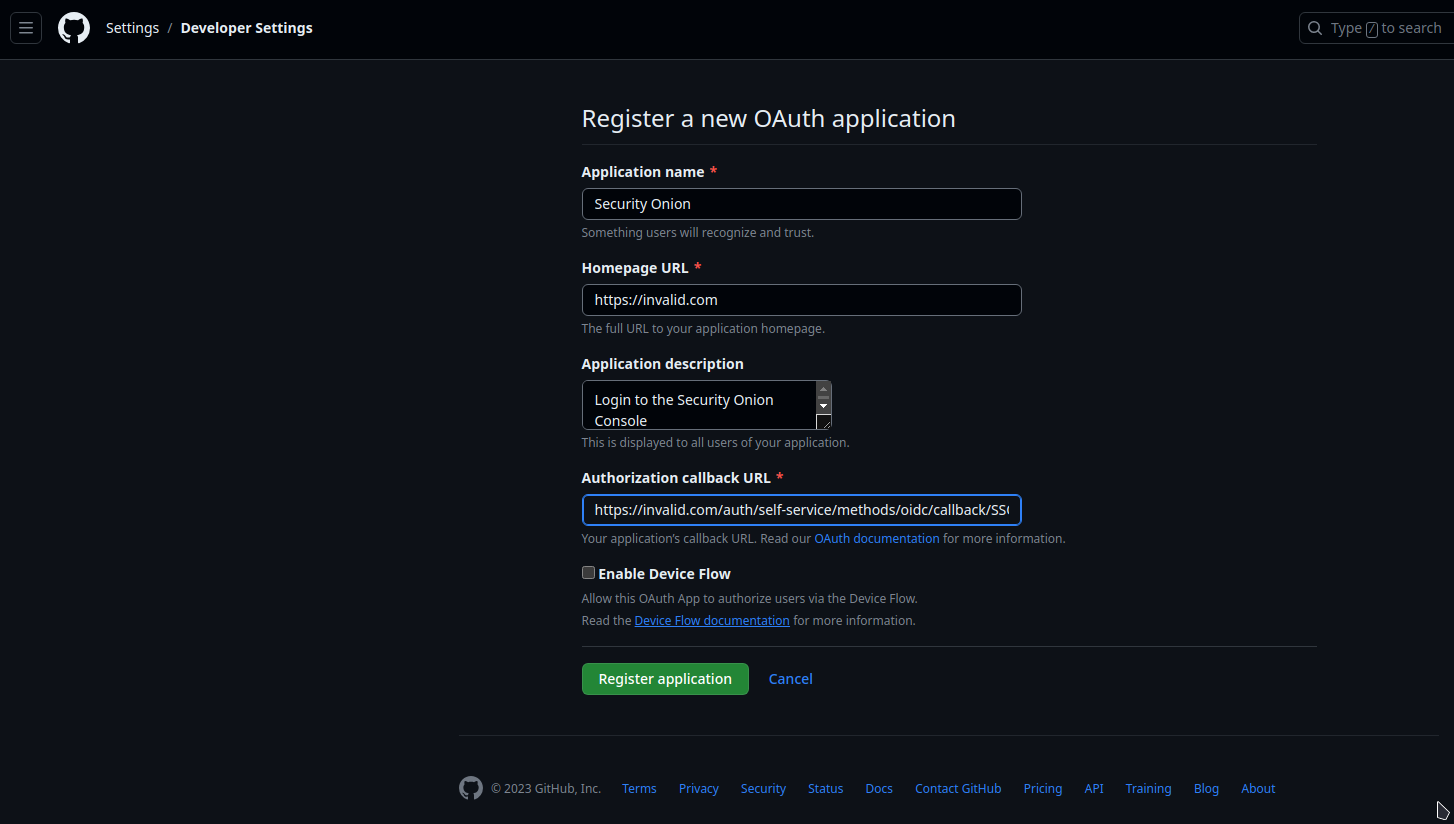 Settings / Developer Settings
Type / to search
Register a new OAuth application
Application name *
Security Onion
Something users will recognize and trust.
Homepage URL *
https://invalid.com
The full URL to your application homepage.
Application description
Login to the Security Onion
Console
This is displayed to all users of your application.
Authorization callback URL *
https://invalid.com/auth/self-service/methods/oidc/callback/SS
Your application’s callback URL. Read our OAuth documentation for more information.
Enable Device Flow
Allow this OAuth App to authorize users via the Device Flow.
Read the Device Flow documentation for more information.
Register application Cancel
© 2023 GitHub, Inc. Terms Privacy Security Status Docs Contact GitHub Pricing API Training Blog About